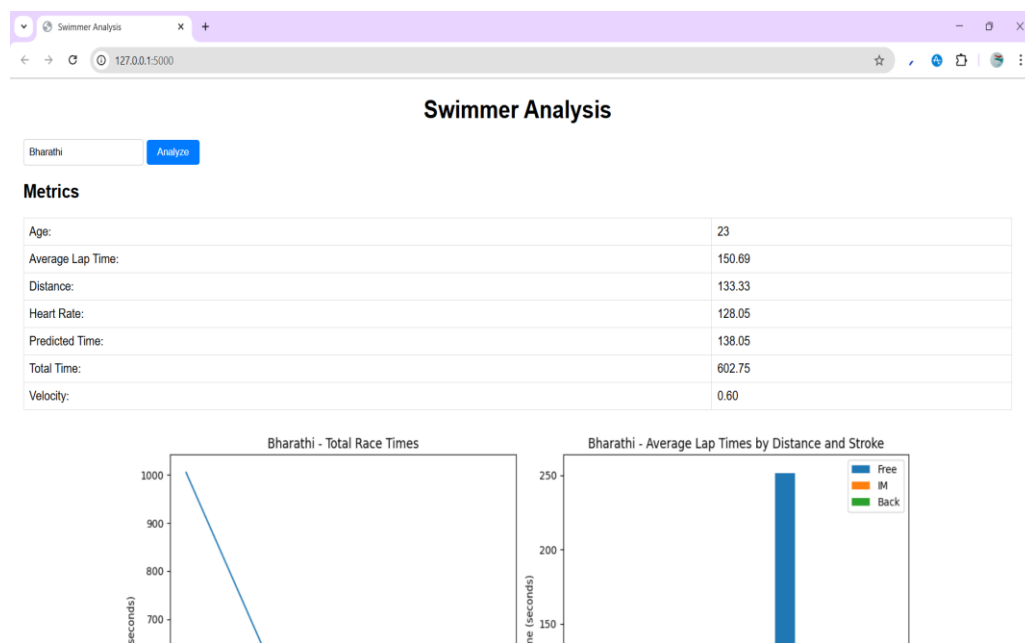 Swimmer Analysis
127.0.0.1:5000
Swimmer Analysis
Bharathi Analyze
Metrics
Age: 23
Average Lap Time: 150.69
Distance: 133.33
Heart Rate: 128.05
Predicted Time: 138.05
Total Time: 602.75
Velocity: 0.60
Bharathi - Total Race Times
1000
900
800
700
seconds)
Bharathi - Average Lap Times by Distance and Stroke
Free
IM
Back
250
200
150
(seconds)